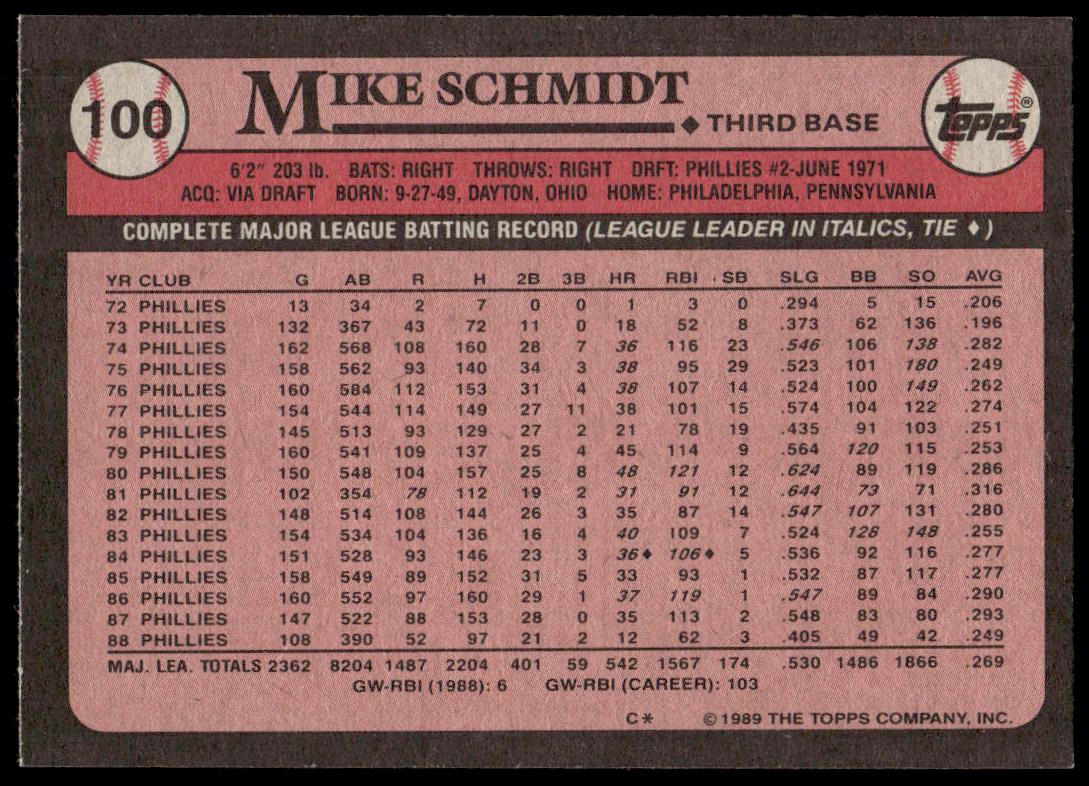 100
MIKE SCHMIDT
♦ THIRD BASE
Topps®
6'2" 203 lb. BATS: RIGHT THROWS: RIGHT DRFT: PHILLIES #2-JUNE 1971
ACQ: VIA DRAFT BORN: 9-27-49, DAYTON, OHIO HOME: PHILADELPHIA, PENNSYLVANIA
COMPLETE MAJOR LEAGUE BATTING RECORD (LEAGUE LEADER IN ITALICS, TIE ♦)
YR CLUB G AB R H 2B 3B HR RBI SB SLG BB SO AVG
72 PHILLIES 13 34 2 7 0 0 1 3 0 .294 5 15 .206
73 PHILLIES 132 367 43 72 11 0 18 52 8 .373 62 136 .196
74 PHILLIES 162 568 108 160 28 7 36 116 23 .546 106 138 .282
75 PHILLIES 158 562 93 140 34 3 38 95 29 .523 101 180 .249
76 PHILLIES 160 584 112 153 31 4 38 107 14 .524 100 149 .262
77 PHILLIES 154 544 114 149 27 11 38 101 15 .574 104 122 .274
78 PHILLIES 145 513 93 129 27 2 21 78 19 .435 91 103 .251
79 PHILLIES 160 541 109 137 25 4 45 114 9 .564 120 115 .253
80 PHILLIES 150 548 104 157 25 8 48 121 12 .624 89 119 .286
81 PHILLIES 102 354 78 112 19 2 31 91 12 .644 73 71 .316
82 PHILLIES 148 514 108 144 26 3 35 87 14 .547 107 131 .280
83 PHILLIES 154 534 104 136 16 4 40 109 7 .524 128 148 .255
84 PHILLIES 151 528 93 146 23 3 36♦ 106♦ 5 .536 92 116 .277
85 PHILLIES 158 549 89 152 31 5 33 93 1 .532 87 117 .277
86 PHILLIES 160 552 97 160 29 1 37 119 1 .547 89 84 .290
87 PHILLIES 147 522 88 153 28 0 35 113 2 .548 83 80 .293
88 PHILLIES 108 390 52 97 21 2 12 62 3 .405 49 42 .249
MAJ. LEA. TOTALS 2362 8204 1487 2204 401 59 542 1567 174 .530 1486 1866 .269
GW-RBI (1988): 6 GW-RBI (CAREER): 103
C* © 1989 THE TOPPS COMPANY, INC.